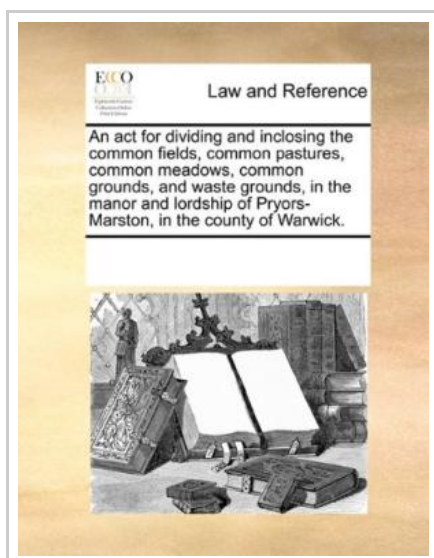 ECCO
Law and Reference
An act for dividing and inclosing the
common fields, common pastures,
common meadows, common
grounds, and waste grounds, in the
manor and lordship of Pryors-
Marston, in the county of Warwick.